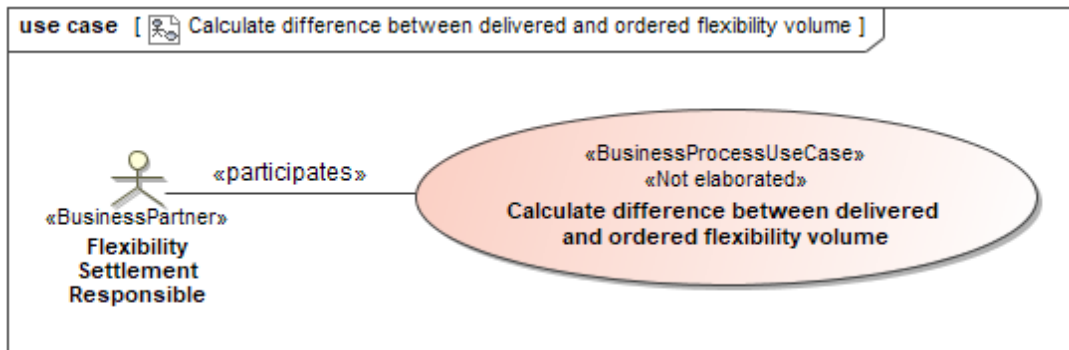 use case [ Calculate difference between delivered and ordered flexibility volume ]
«participates»
«BusinessPartner»
Flexibility
Settlement
Responsible
«BusinessProcessUseCase»
«Not elaborated»
Calculate difference between delivered
and ordered flexibility volume